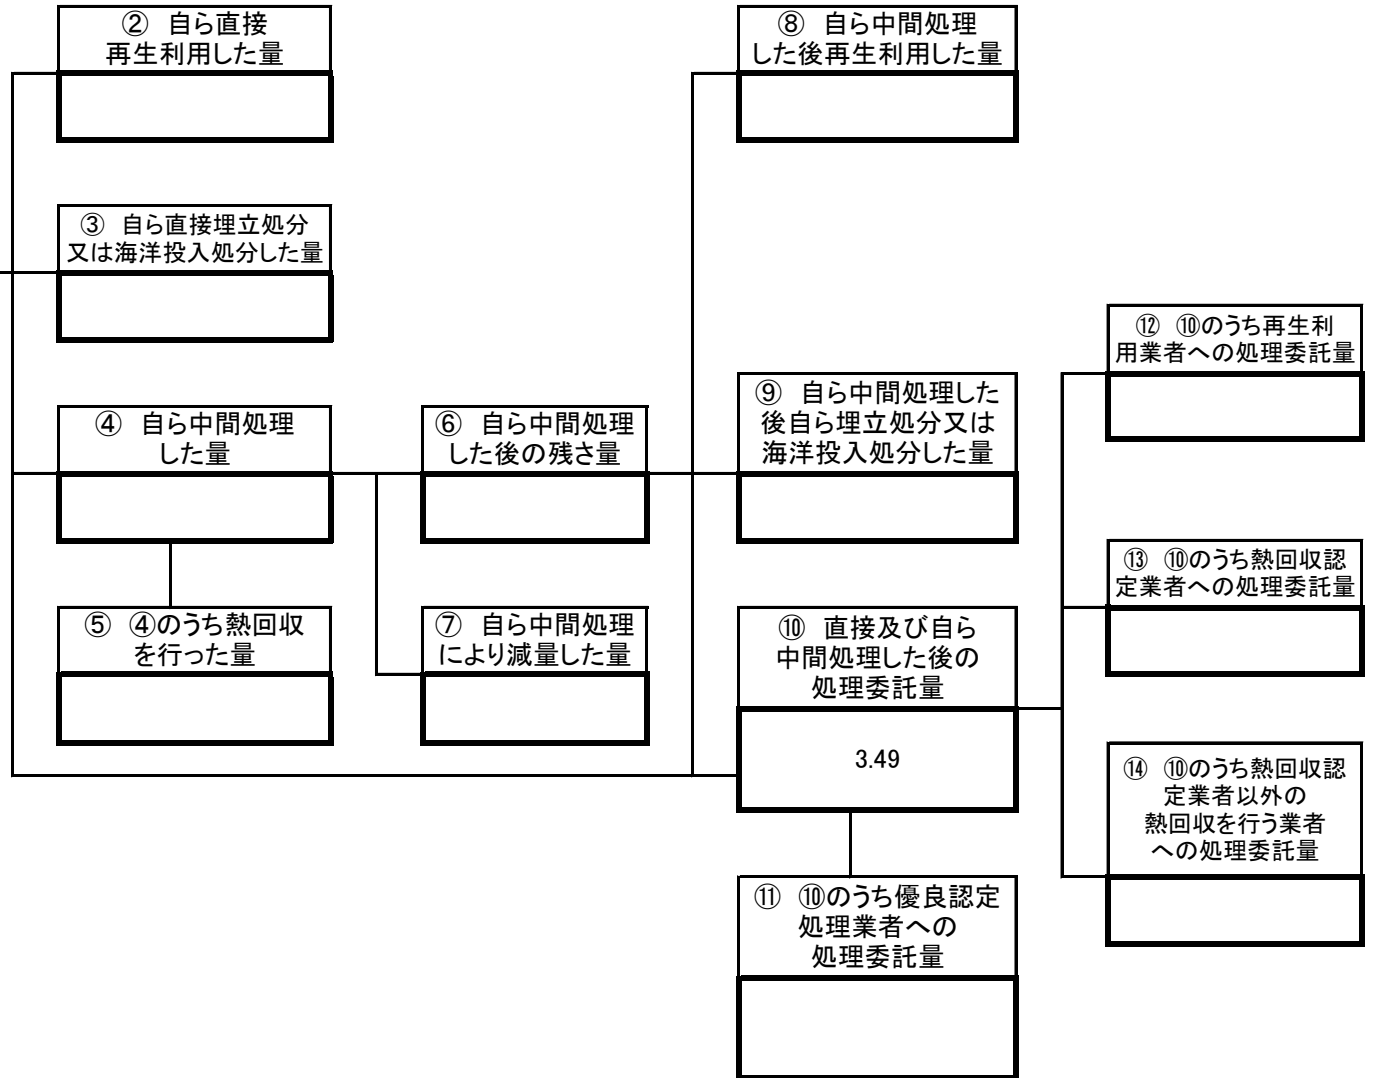 ② 自ら直接
再生利用した量
⑧ 自ら中間処理
した後再生利用した量
③ 自ら直接埋立処分
又は海洋投入処分した量
⑫ ⑩のうち再生利
用業者への処理委託量
④ 自ら中間処理
した量
⑥ 自ら中間処理
した後の残さ量
⑨ 自ら中間処理した
後自ら埋立処分又は
海洋投入処分した量
⑬ ⑩のうち熱回収認
定業者への処理委託量
⑤ ④のうち熱回収
を行った量
⑦ 自ら中間処理
により減量した量
⑩ 直接及び自ら
中間処理した後の
処理委託量
3.49
⑭ ⑩のうち熱回収認
定業者以外の
熱回収を行う業者
への処理委託量
⑪ ⑩のうち優良認定
処理業者への
処理委託量